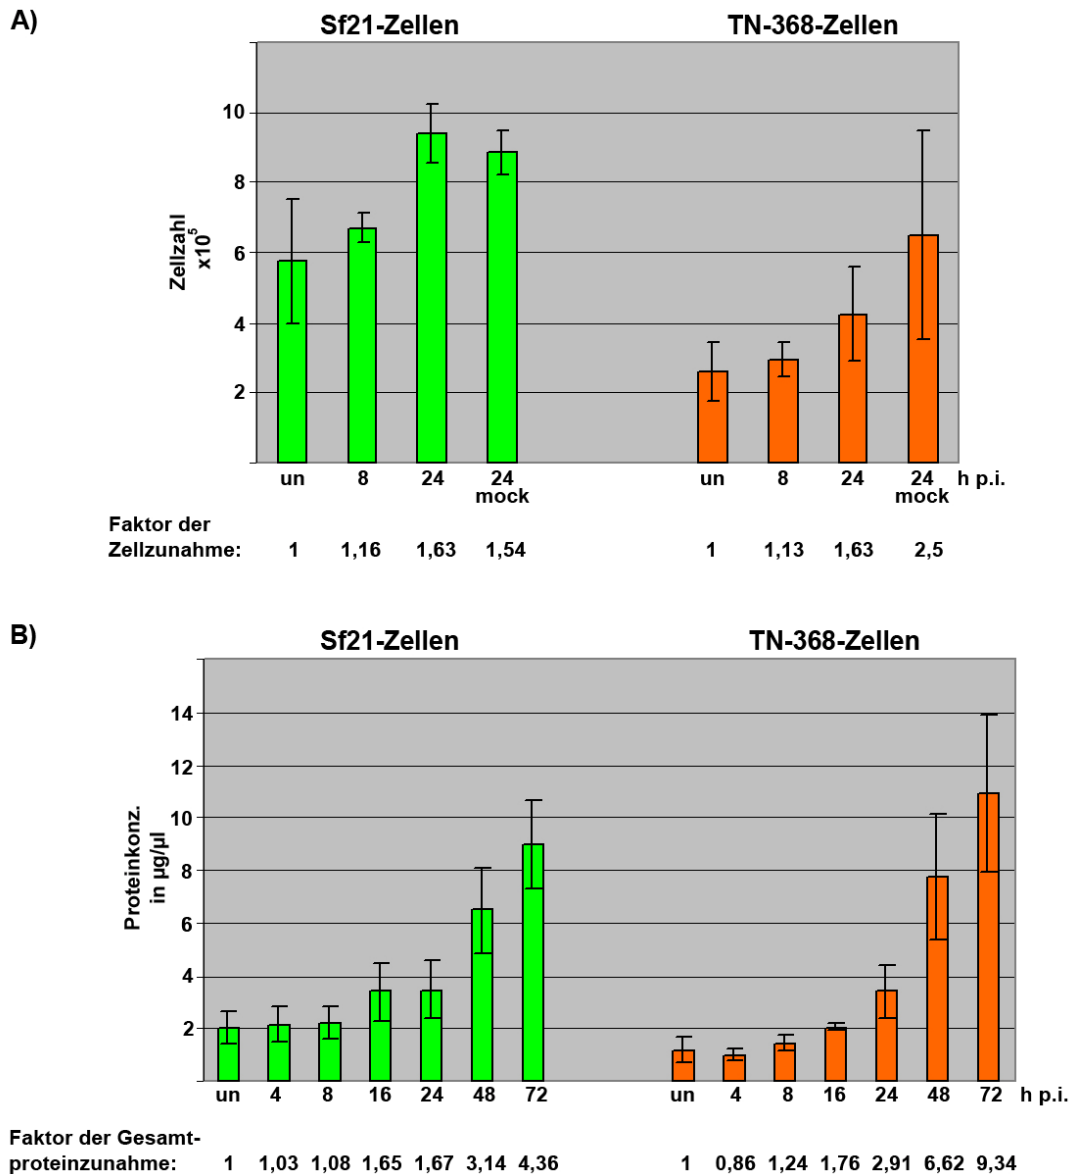 A)
Sf21-Zellen TN-368-Zellen
10
8
6
4
2
Zellzahl
x10⁵
un 8 24 24 un 8 24 24 h p.i.
mock mock
Faktor der
Zellzunahme: 1 1,16 1,63 1,54 1 1,13 1,63 2,5
B)
Sf21-Zellen TN-368-Zellen
14
12
10
8
6
4
2
Proteinkonz.
in µg/µl
un 4 8 16 24 48 72 un 4 8 16 24 48 72 h p.i.
Faktor der Gesamt-
proteinzunahme: 1 1,03 1,08 1,65 1,67 3,14 4,36 1 0,86 1,24 1,76 2,91 6,62 9,34